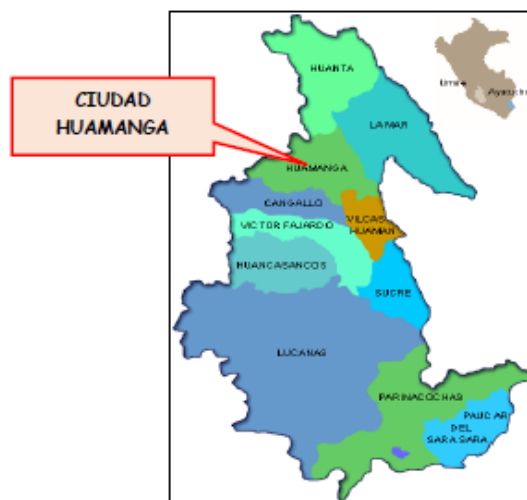 CIUDAD
HUAMANGA
HUANTA
LA MAR
HUAMANGA
CANGALLO
VILCAS
HUAMAN
VICTOR FAJARDO
HUANCASANCOS
SUCRE
LUCANAS
PARINACOCHAS
PAUCAR
DEL
SARA SARA
Ayacucho